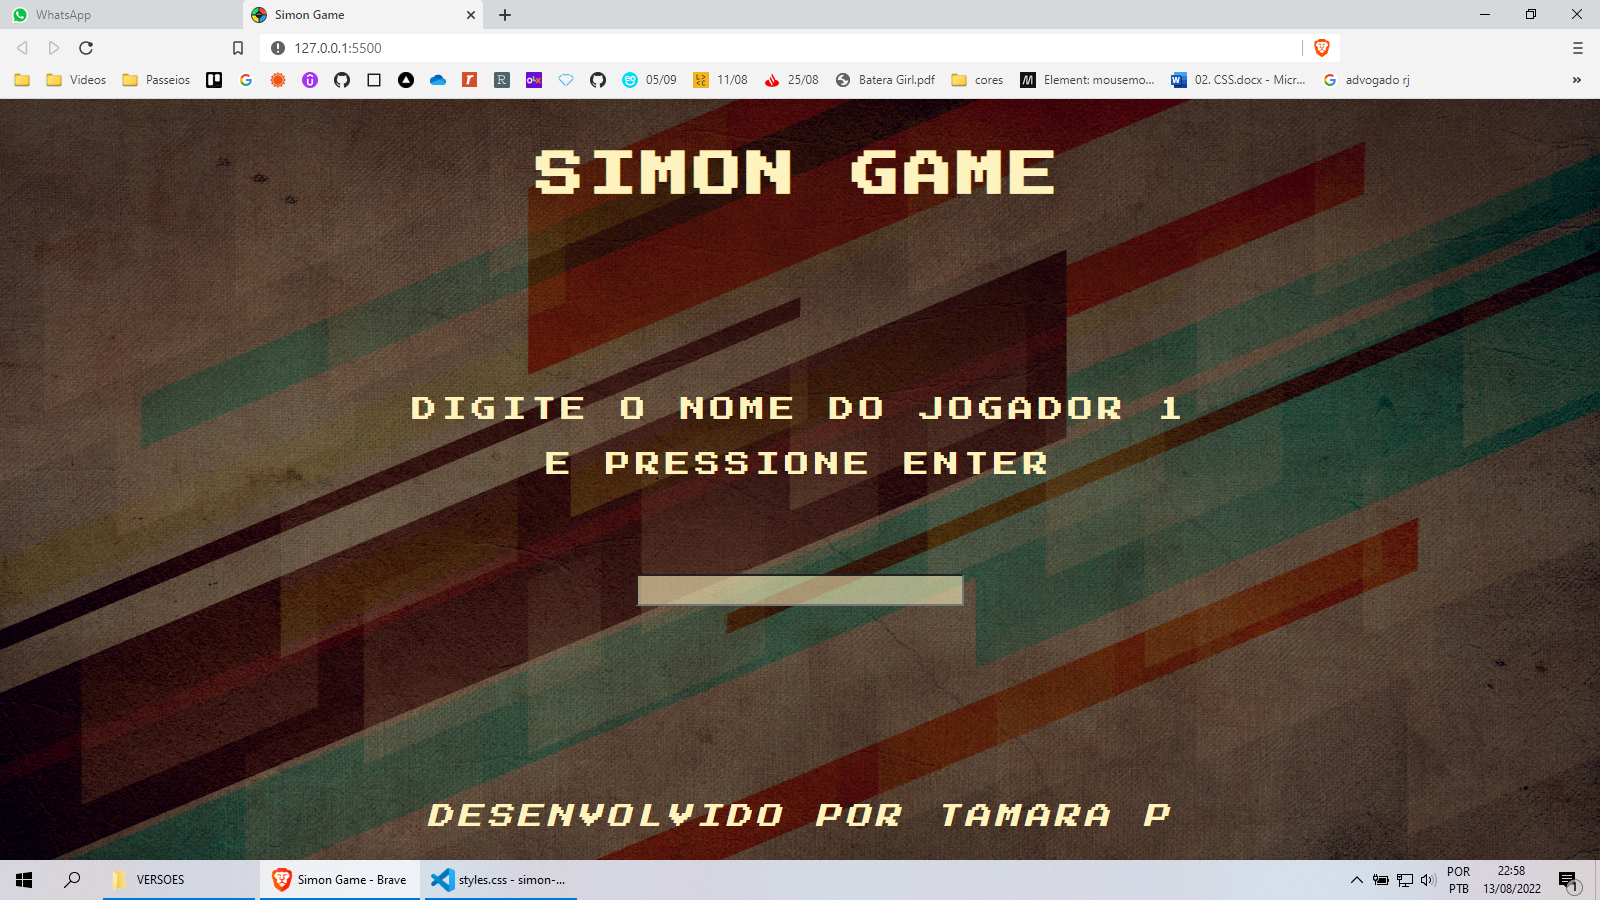 WhatsApp
Simon Game
127.0.0.1:5500
Videos
Passeios
05/09
11/08
25/08
Batera Girl.pdf
cores
Element: mousemo...
02. CSS.docx - Micr...
advogado rj
SIMON GAME
DIGITE O NOME DO JOGADOR 1
E PRESSIONE ENTER
DESENVOLVIDO POR TAMARA P
VERSOES
Simon Game - Brave
styles.css - simon-...
POR
PTB
22:58
13/08/2022
1